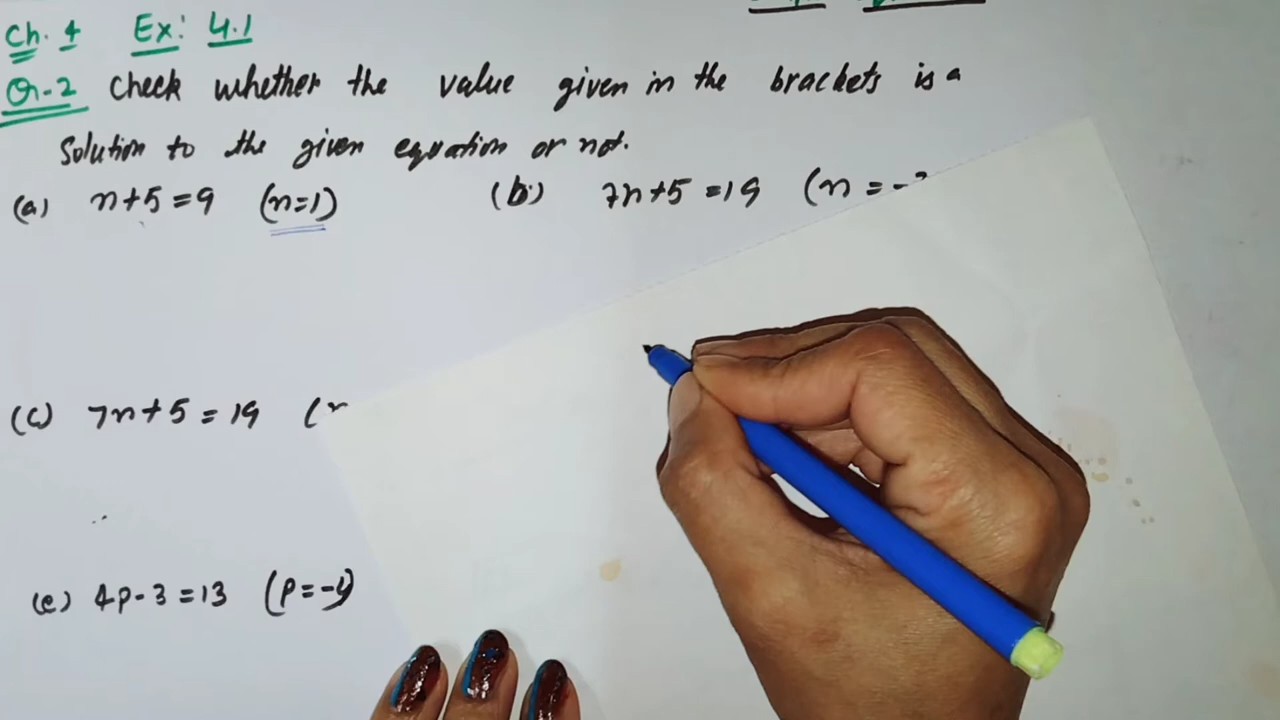 Ch. 4 Ex: 4.1
Q-2 Check whether the value given in the brackets is a
solution to the given equation or not.
(a) n+5=9 (n=1) (b) 7n+5=19 (n=-
(c) 7n+5=19 (n
(e) 4p-3=13 (p=-4)